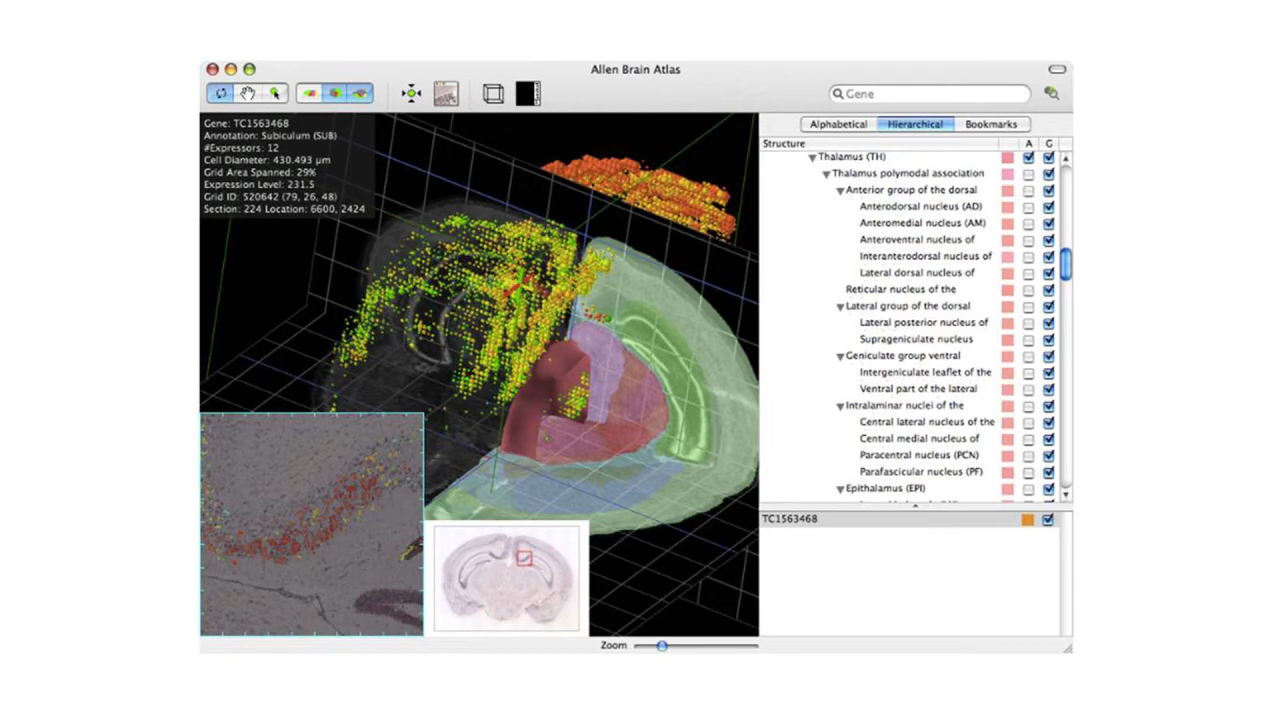 Allen Brain Atlas
Gene
Gene: TC1563468
Annotation: Subiculum (SUB)
#Expressors: 12
Cell Diameter: 430.493 µm
Grid Area Spanned: 29%
Expression Level: 231.5
Grid ID: 520642 (79, 26, 48)
Section: 224 Location: 6600, 2424
Alphabetical Hierarchical Bookmarks
Structure A G
Thalamus (TH)
Thalamus polymodal association
Anterior group of the dorsal
Anterodorsal nucleus (AD)
Anteromedial nucleus (AM)
Anteroventral nucleus of
Interanterodorsal nucleus of
Lateral dorsal nucleus of
Reticular nucleus of the
Lateral group of the dorsal
Lateral posterior nucleus of
Suprageniculate nucleus
Geniculate group ventral
Intergeniculate leaflet of the
Ventral part of the lateral
Intralaminar nuclei of the
Central lateral nucleus of the
Central medial nucleus of
Paracentral nucleus (PCN)
Parafascicular nucleus (PF)
Epithalamus (EPI)
TC1563468
Zoom